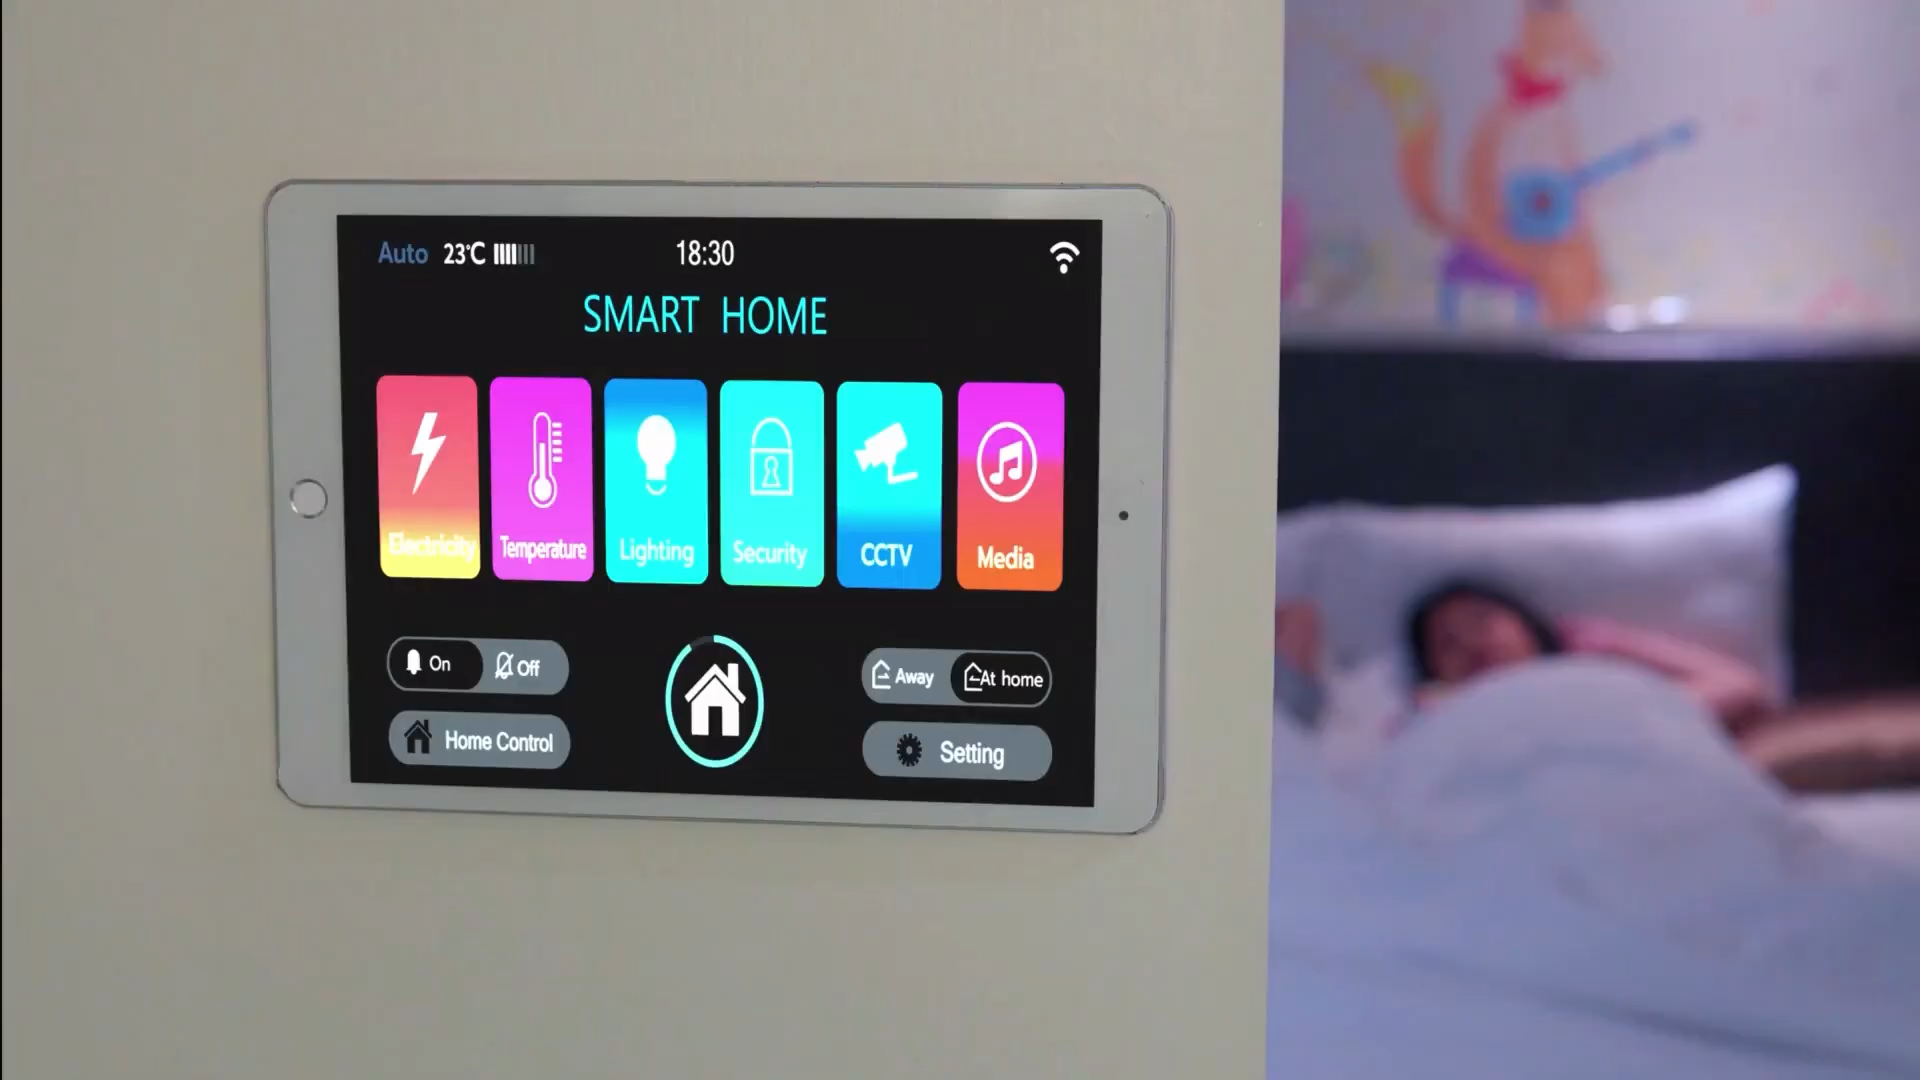 Auto 23°C 18:30
SMART HOME
Electricity
Temperature
Lighting
Security
CCTV
Media
On Off
Away At home
Home Control
Setting